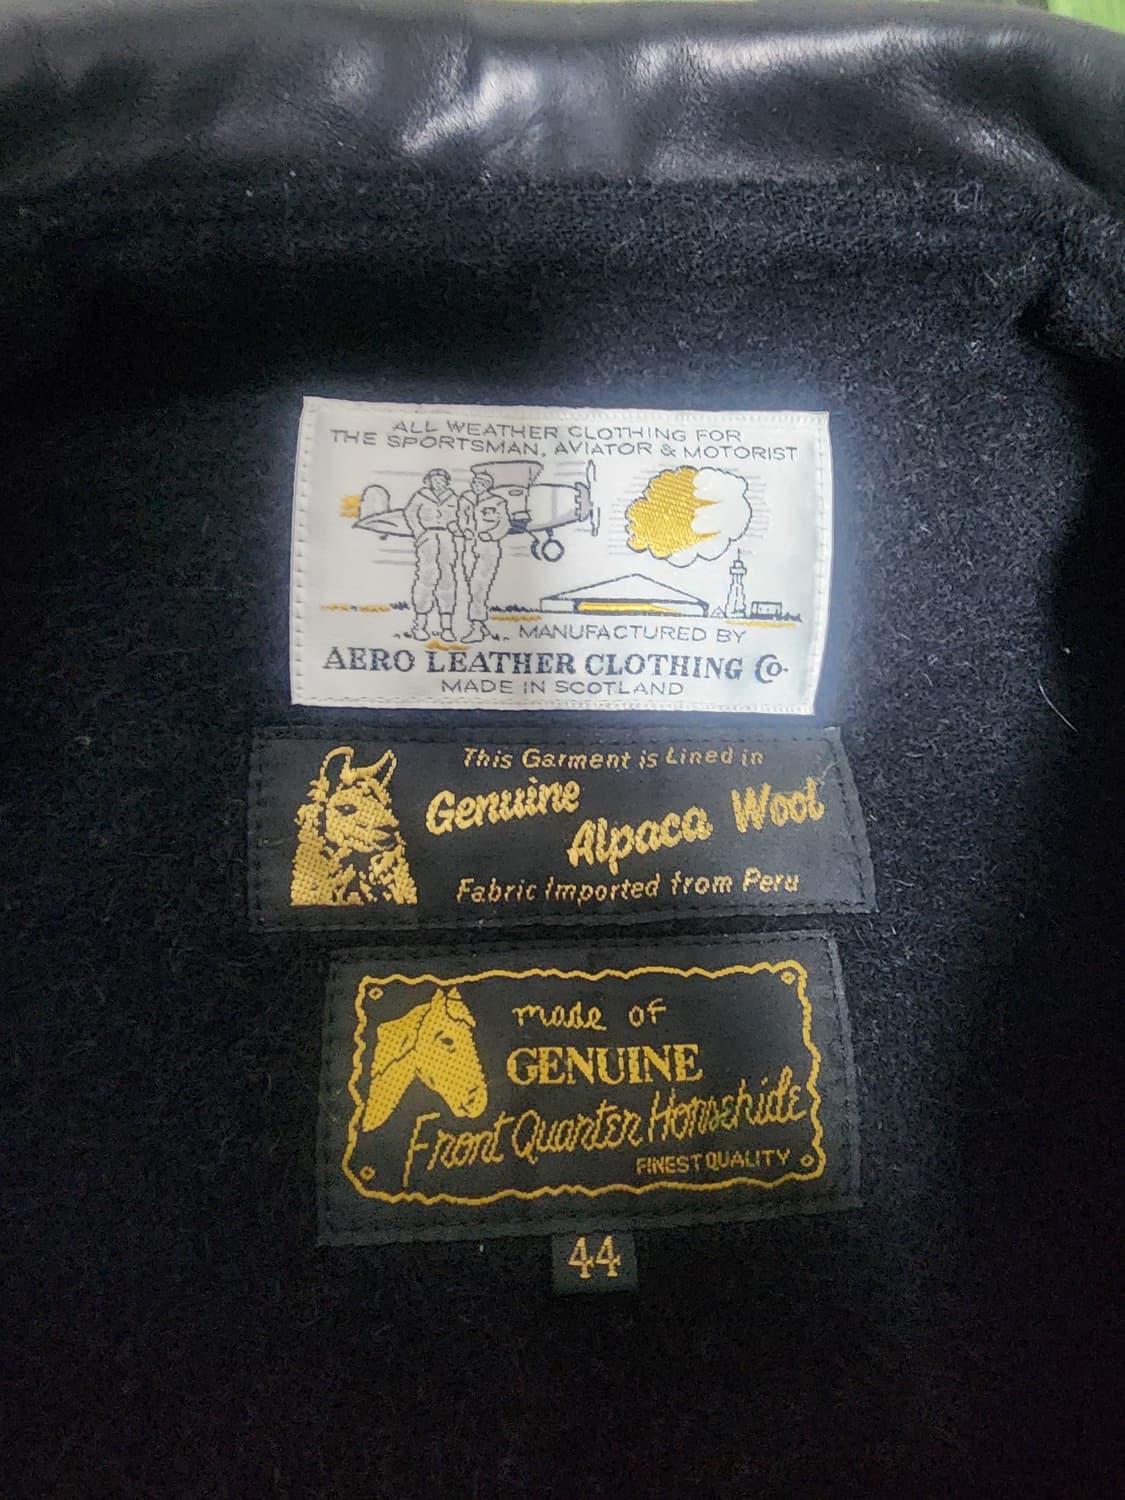 ALL WEATHER CLOTHING FOR
THE SPORTSMAN, AVIATOR & MOTORIST
MANUFACTURED BY
AERO LEATHER CLOTHING Co.
MADE IN SCOTLAND
This Garment is Lined in
Genuine
Alpaca Wool
Fabric Imported from Peru
made of
GENUINE
Front Quarter Horsehide
FINEST QUALITY
44